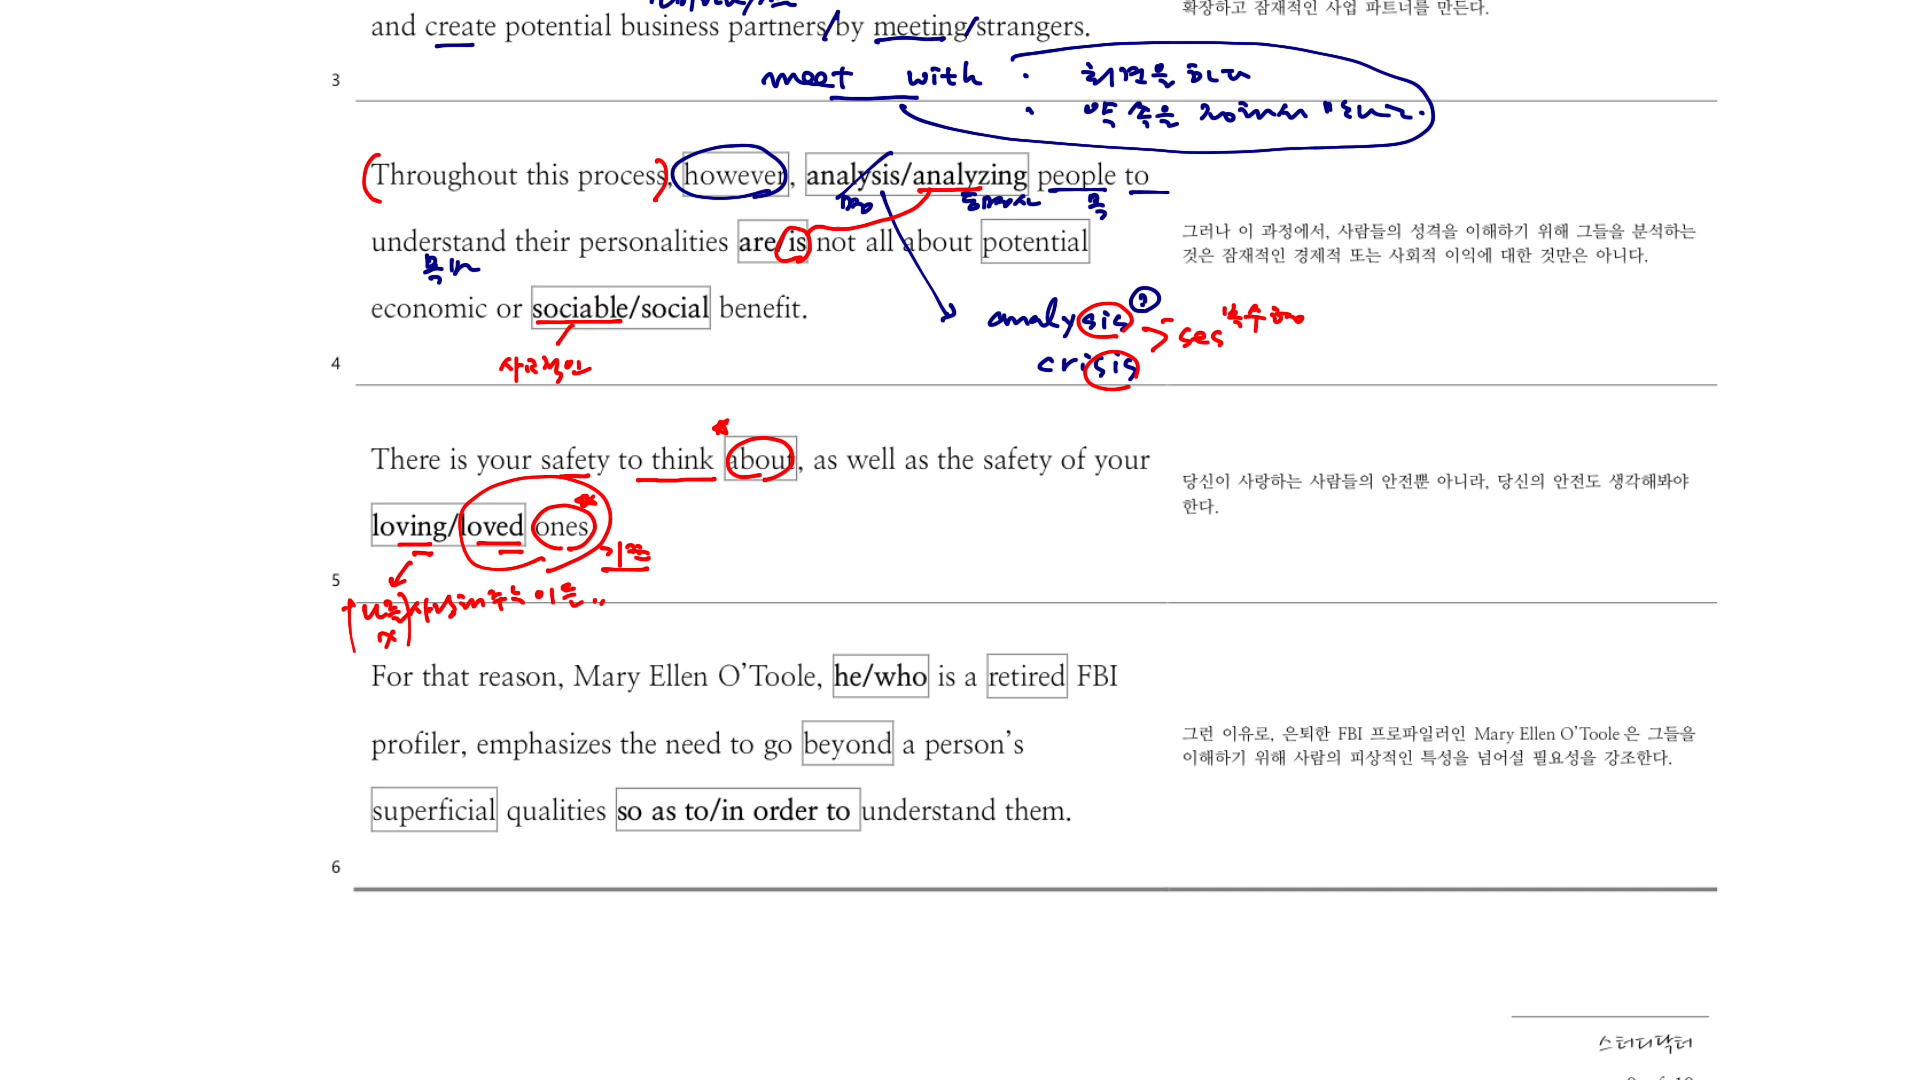 확장하고 잠재적인 사업 파트너를 만든다.
and create potential business partners/by meeting/strangers.
meet with · 회견을 하다
· 약속을 정해서 만나다.
3
(Throughout this process), however, analysis/analyzing people to
동명사 목
understand their personalities are/is not all about potential
economic or sociable/social benefit.
그러나 이 과정에서, 사람들의 성격을 이해하기 위해 그들을 분석하는
것은 잠재적인 경제적 또는 사회적 이익에 대한 것만은 아니다.
analysis
crisis
ses 복수형
사교적인
4
There is your safety to think about, as well as the safety of your
loving/loved ones
당신이 사랑하는 사람들의 안전뿐 아니라, 당신의 안전도 생각해봐야
한다.
5
(나를) 사랑해주는 이들..
x
For that reason, Mary Ellen O’Toole, he/who is a retired FBI
profiler, emphasizes the need to go beyond a person’s
superficial qualities so as to/in order to understand them.
그런 이유로, 은퇴한 FBI 프로파일러인 Mary Ellen O’Toole은 그들을
이해하기 위해 사람의 피상적인 특성을 넘어설 필요성을 강조한다.
6
스터디닥터